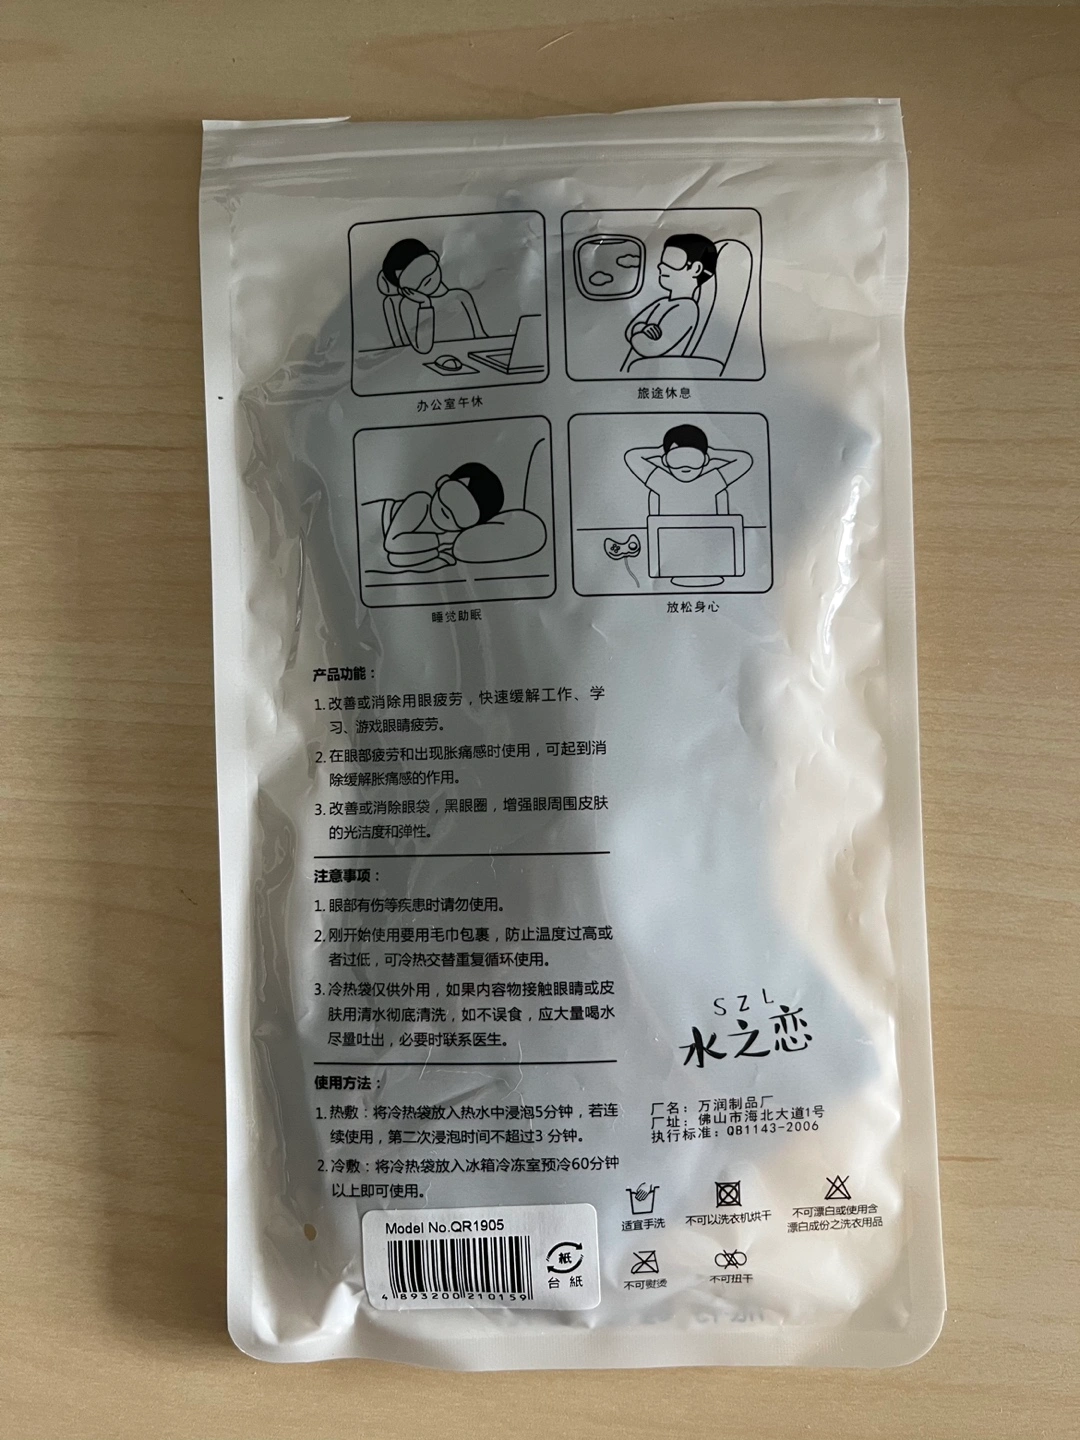 办公室午休
旅途休息
睡觉助眠
放松身心
产品功能：
1. 改善或消除用眼疲劳，快速缓解工作、学
习、游戏眼睛疲劳。
2. 在眼部疲劳和出现胀痛感时使用，可起到消
除缓解胀痛感的作用。
3. 改善或消除眼袋，黑眼圈，增强眼周围皮肤
的光洁度和弹性。
注意事项：
1. 眼部有伤等疾患时请勿使用。
2. 刚开始使用要用毛巾包裹，防止温度过高或
者过低，可冷热交替重复循环使用。
3. 冷热袋仅供外用，如果内容物接触眼睛或皮
肤用清水彻底清洗，如不误食，应大量喝水
尽量吐出，必要时联系医生。
使用方法：
1. 热敷：将冷热袋放入热水中浸泡5分钟，若连
续使用，第二次浸泡时间不超过3 分钟。
2. 冷敷：将冷热袋放入冰箱冷冻室预冷60分钟
以上即可使用。
SZL
水之恋
厂名：万润制品厂
厂址：佛山市海北大道1号
执行标准：QB1143-2006
适宜手洗
不可以洗衣机烘干
不可漂白或使用含
漂白成份之洗衣用品
不可熨烫
不可扭干
Model No.QR1905
4 893200 210159
紙
台 紙